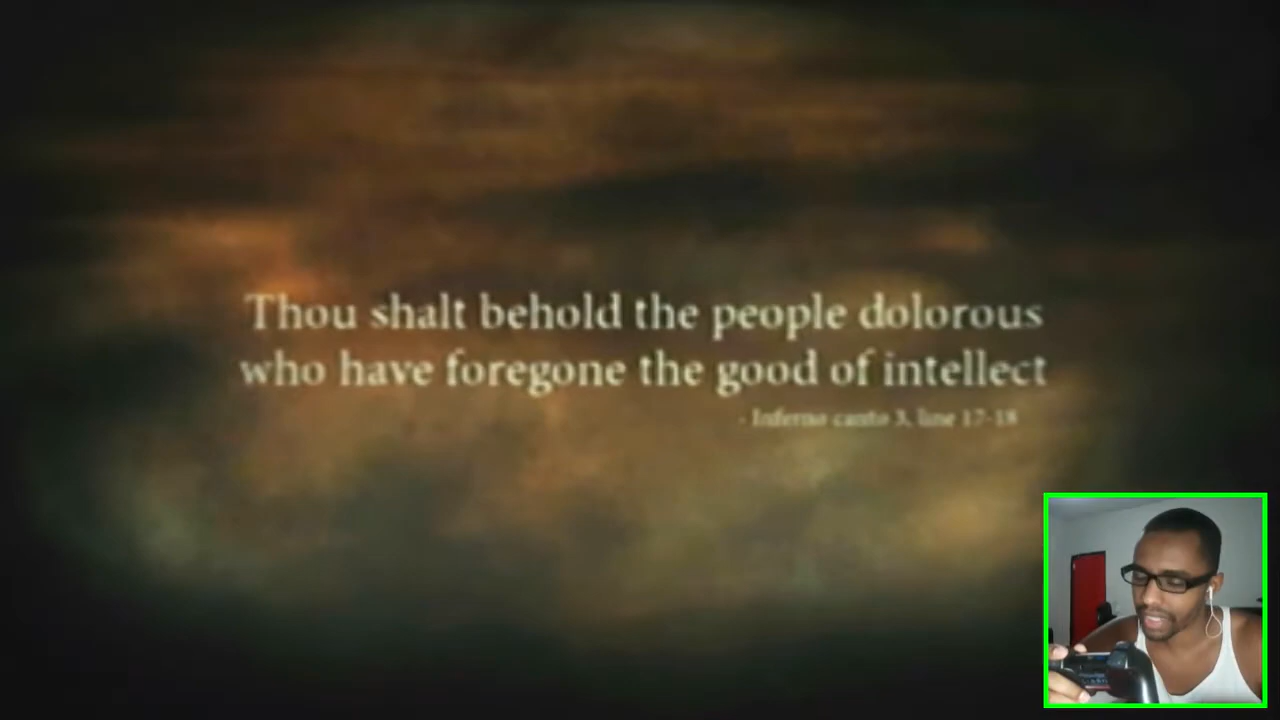 Thou shalt behold the people dolorous
who have foregone the good of intellect
- Inferno canto 3, line 17-18